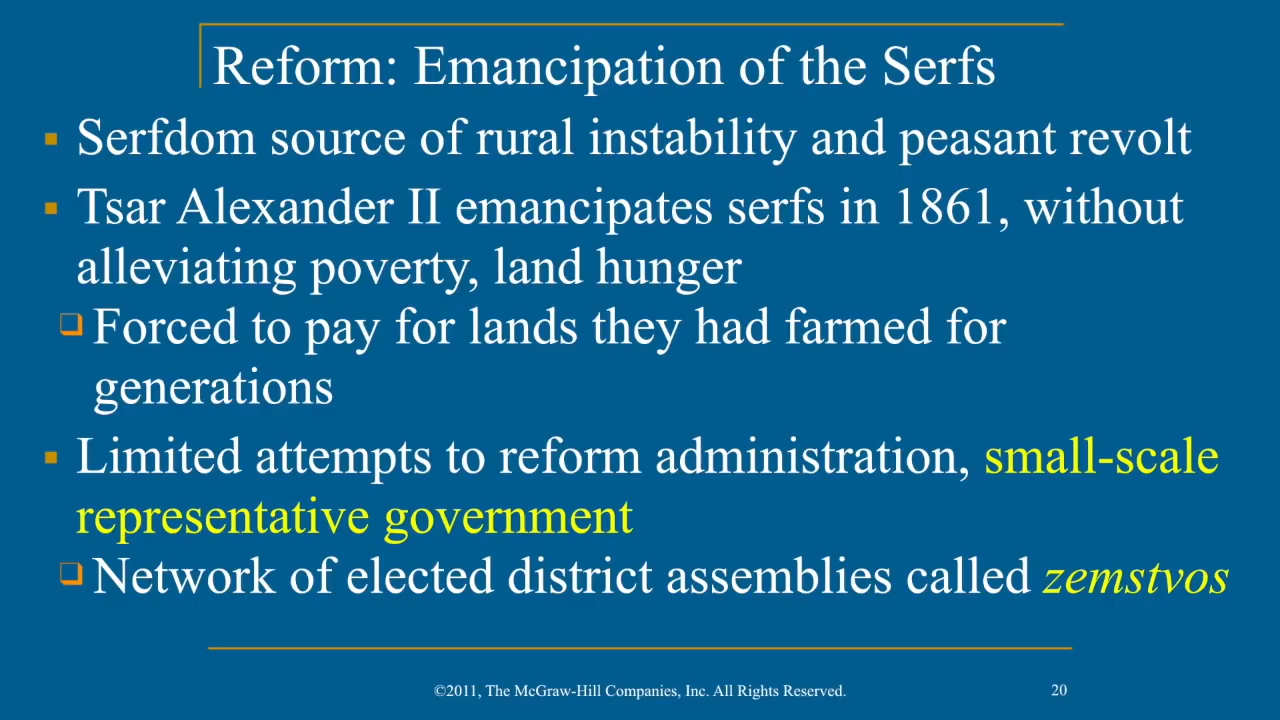 Reform: Emancipation of the Serfs
▪ Serfdom source of rural instability and peasant revolt
▪ Tsar Alexander II emancipates serfs in 1861, without
alleviating poverty, land hunger
❑ Forced to pay for lands they had farmed for
generations
▪ Limited attempts to reform administration, small-scale
representative government
❑ Network of elected district assemblies called zemstvos
©2011, The McGraw-Hill Companies, Inc. All Rights Reserved.
20